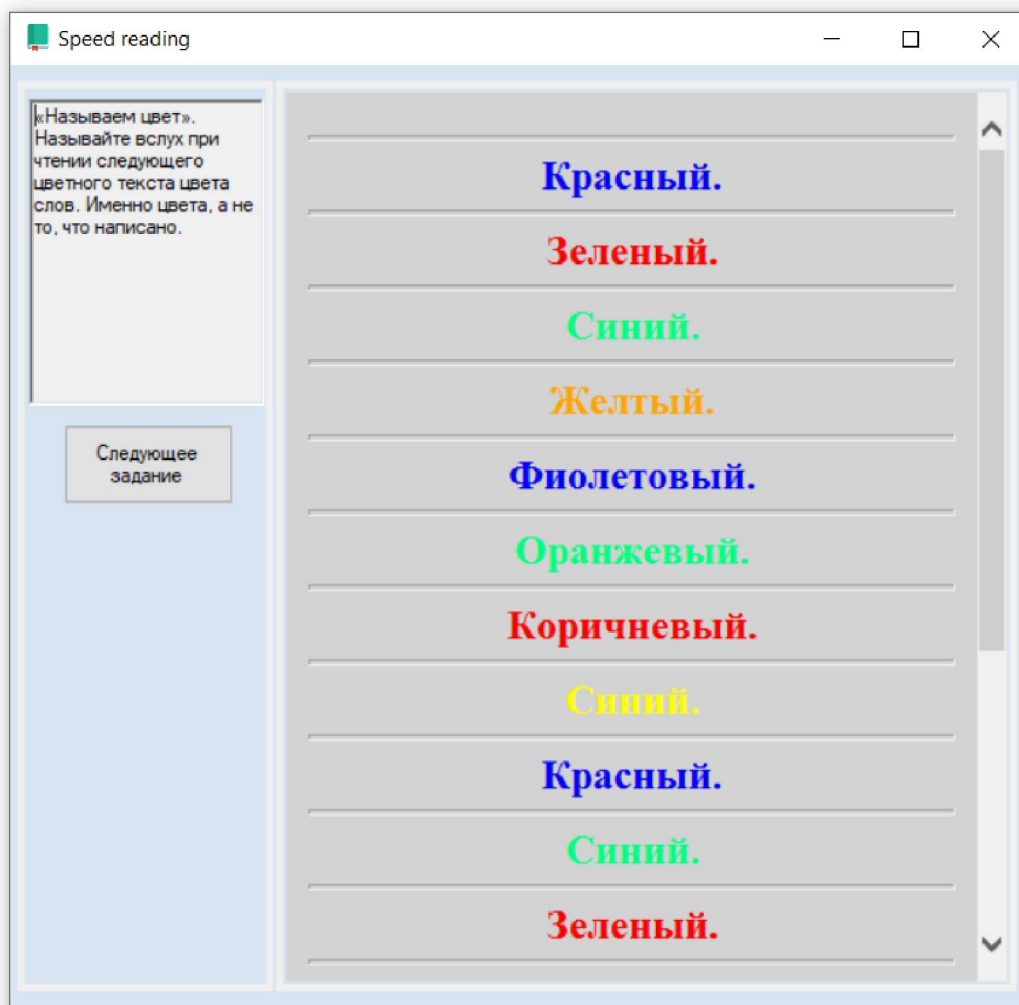 Speed reading
«Называем цвет».
Называйте вслух при
чтении следующего
цветного текста цвета
слов. Именно цвета, а не
то, что написано.
Следующее
задание
Красный.
Зеленый.
Синий.
Желтый.
Фиолетовый.
Оранжевый.
Коричневый.
Синий.
Красный.
Синий.
Зеленый.